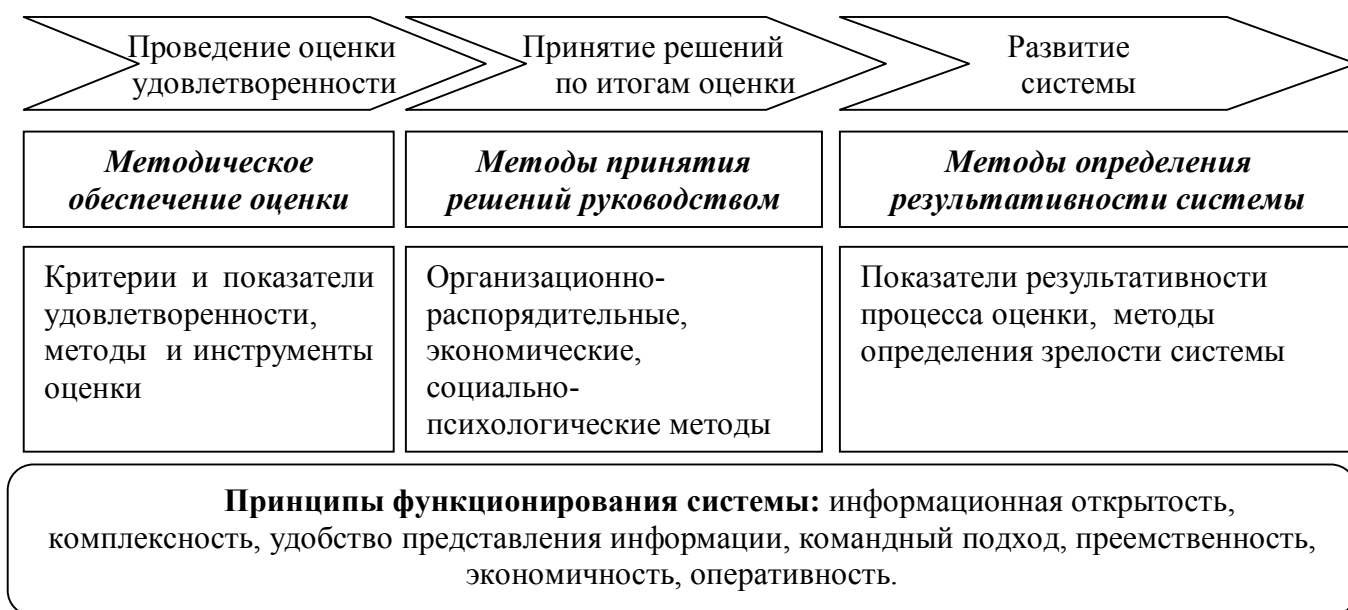 Проведение оценки
удовлетворенности
Принятие решений
по итогам оценки
Развитие
системы
Методическое
обеспечение оценки
Методы принятия
решений руководством
Методы определения
результативности системы
Критерии и показатели
удовлетворенности,
методы и инструменты
оценки
Организационно-
распорядительные,
экономические,
социально-
психологические методы
Показатели результативности
процесса оценки, методы
определения зрелости системы
Принципы функционирования системы: информационная открытость,
комплексность, удобство представления информации, командный подход, преемственность,
экономичность, оперативность.